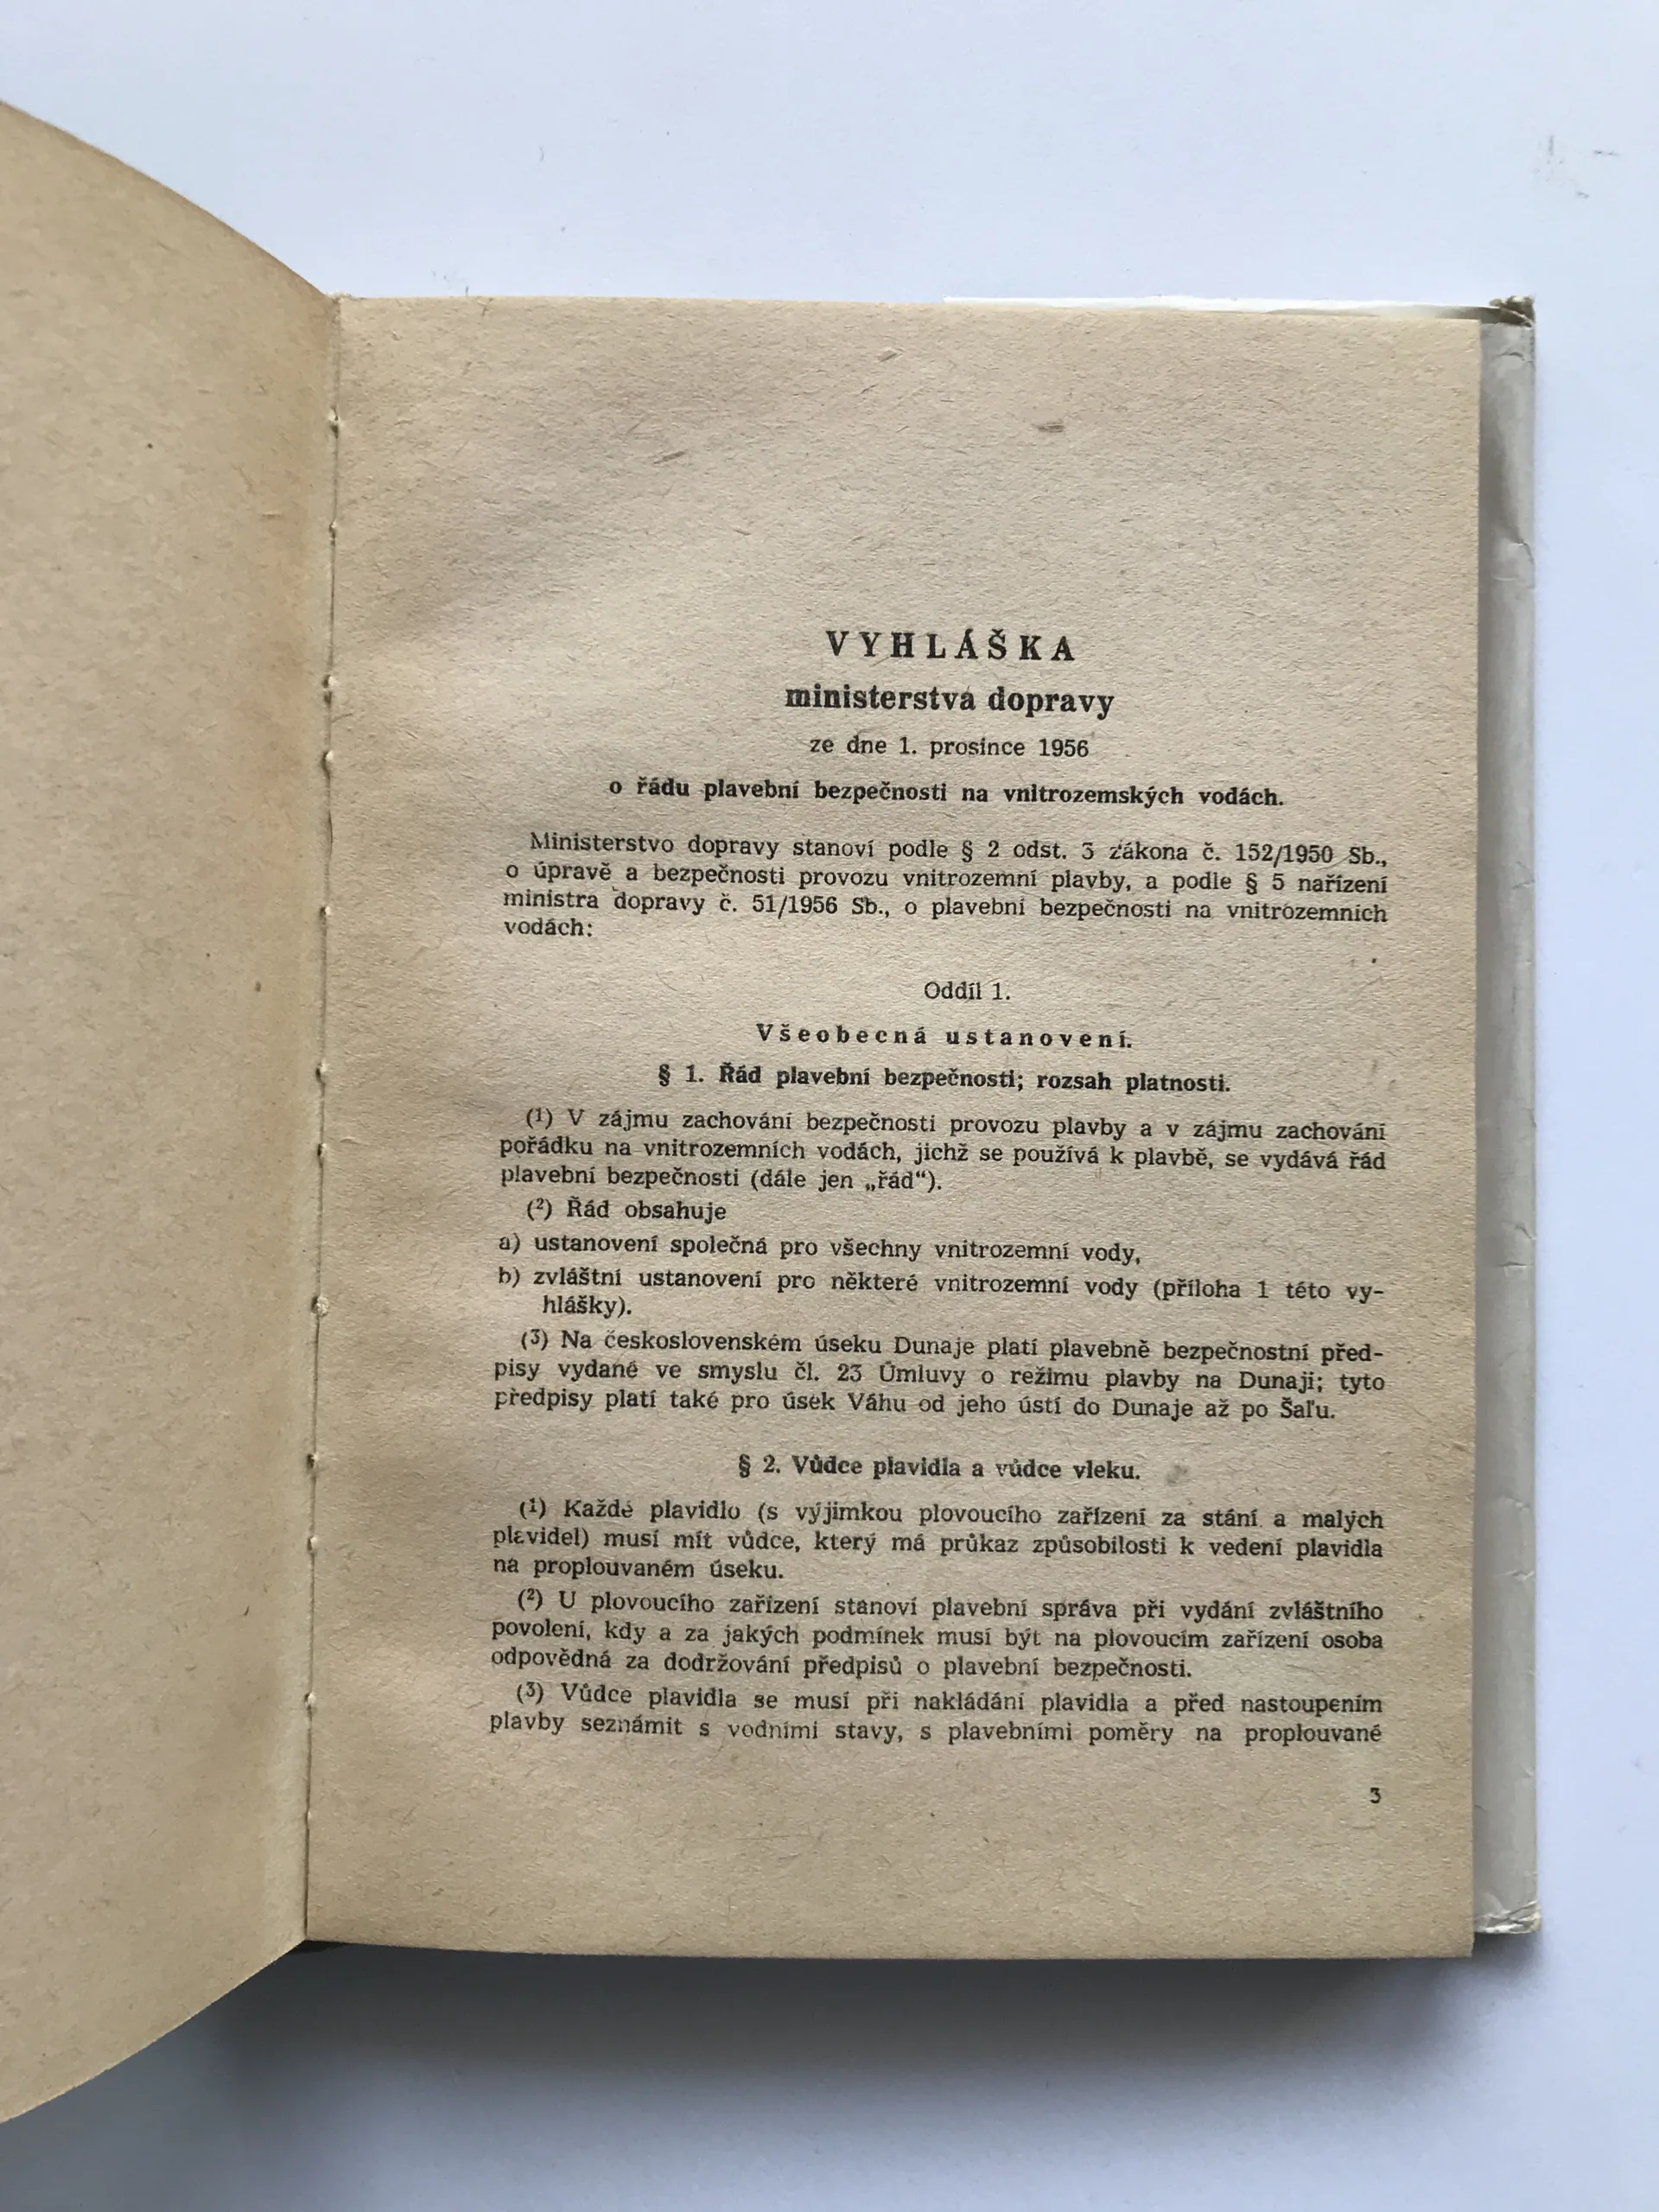 VYHLÁŠKA
ministerstva dopravy
ze dne 1. prosince 1956
o řádu plavební bezpečnosti na vnitrozemských vodách.
Ministerstvo dopravy stanoví podle § 2 odst. 3 zákona č. 152/1950 Sb.,
o úpravě a bezpečnosti provozu vnitrozemní plavby, a podle § 5 nařízení
ministra dopravy č. 51/1956 Sb., o plavební bezpečnosti na vnitrozemních
vodách:
Oddíl 1.
Všeobecná ustanovení.
§ 1. Řád plavební bezpečnosti; rozsah platnosti.
(1) V zájmu zachování bezpečnosti provozu plavby a v zájmu zachování
pořádku na vnitrozemních vodách, jichž se používá k plavbě, se vydává řád
plavební bezpečnosti (dále jen „řád“).
(2) Řád obsahuje
a) ustanovení společná pro všechny vnitrozemní vody,
b) zvláštní ustanovení pro některé vnitrozemní vody (příloha 1 této vy-
hlášky).
(3) Na československém úseku Dunaje platí plavebně bezpečnostní před-
pisy vydané ve smyslu čl. 23 Úmluvy o režimu plavby na Dunaji; tyto
předpisy platí také pro úsek Váhu od jeho ústí do Dunaje až po Šaľu.
§ 2. Vůdce plavidla a vůdce vleku.
(1) Každé plavidlo (s výjimkou plovoucího zařízení za stání a malých
plavidel) musí mít vůdce, který má průkaz způsobilosti k vedení plavidla
na proplouvaném úseku.
(2) U plovoucího zařízení stanoví plavební správa při vydání zvláštního
povolení, kdy a za jakých podmínek musí být na plovoucím zařízení osoba
odpovědná za dodržování předpisů o plavební bezpečnosti.
(3) Vůdce plavidla se musí při nakládání plavidla a před nastoupením
plavby seznámit s vodními stavy, s plavebními poměry na proplouvané
3